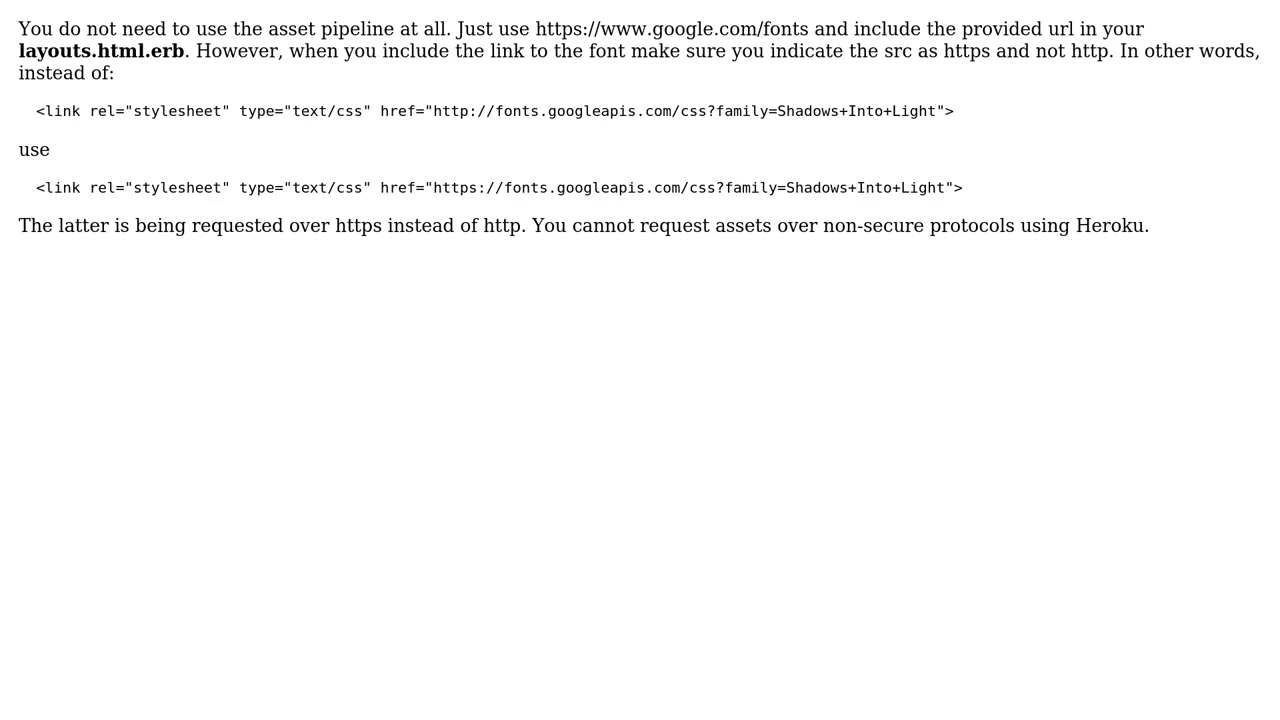 You do not need to use the asset pipeline at all. Just use https://www.google.com/fonts and include the provided url in your
layouts.html.erb. However, when you include the link to the font make sure you indicate the src as https and not http. In other words,
instead of:
<link rel="stylesheet" type="text/css" href="http://fonts.googleapis.com/css?family=Shadows+Into+Light">
use
<link rel="stylesheet" type="text/css" href="https://fonts.googleapis.com/css?family=Shadows+Into+Light">
The latter is being requested over https instead of http. You cannot request assets over non-secure protocols using Heroku.